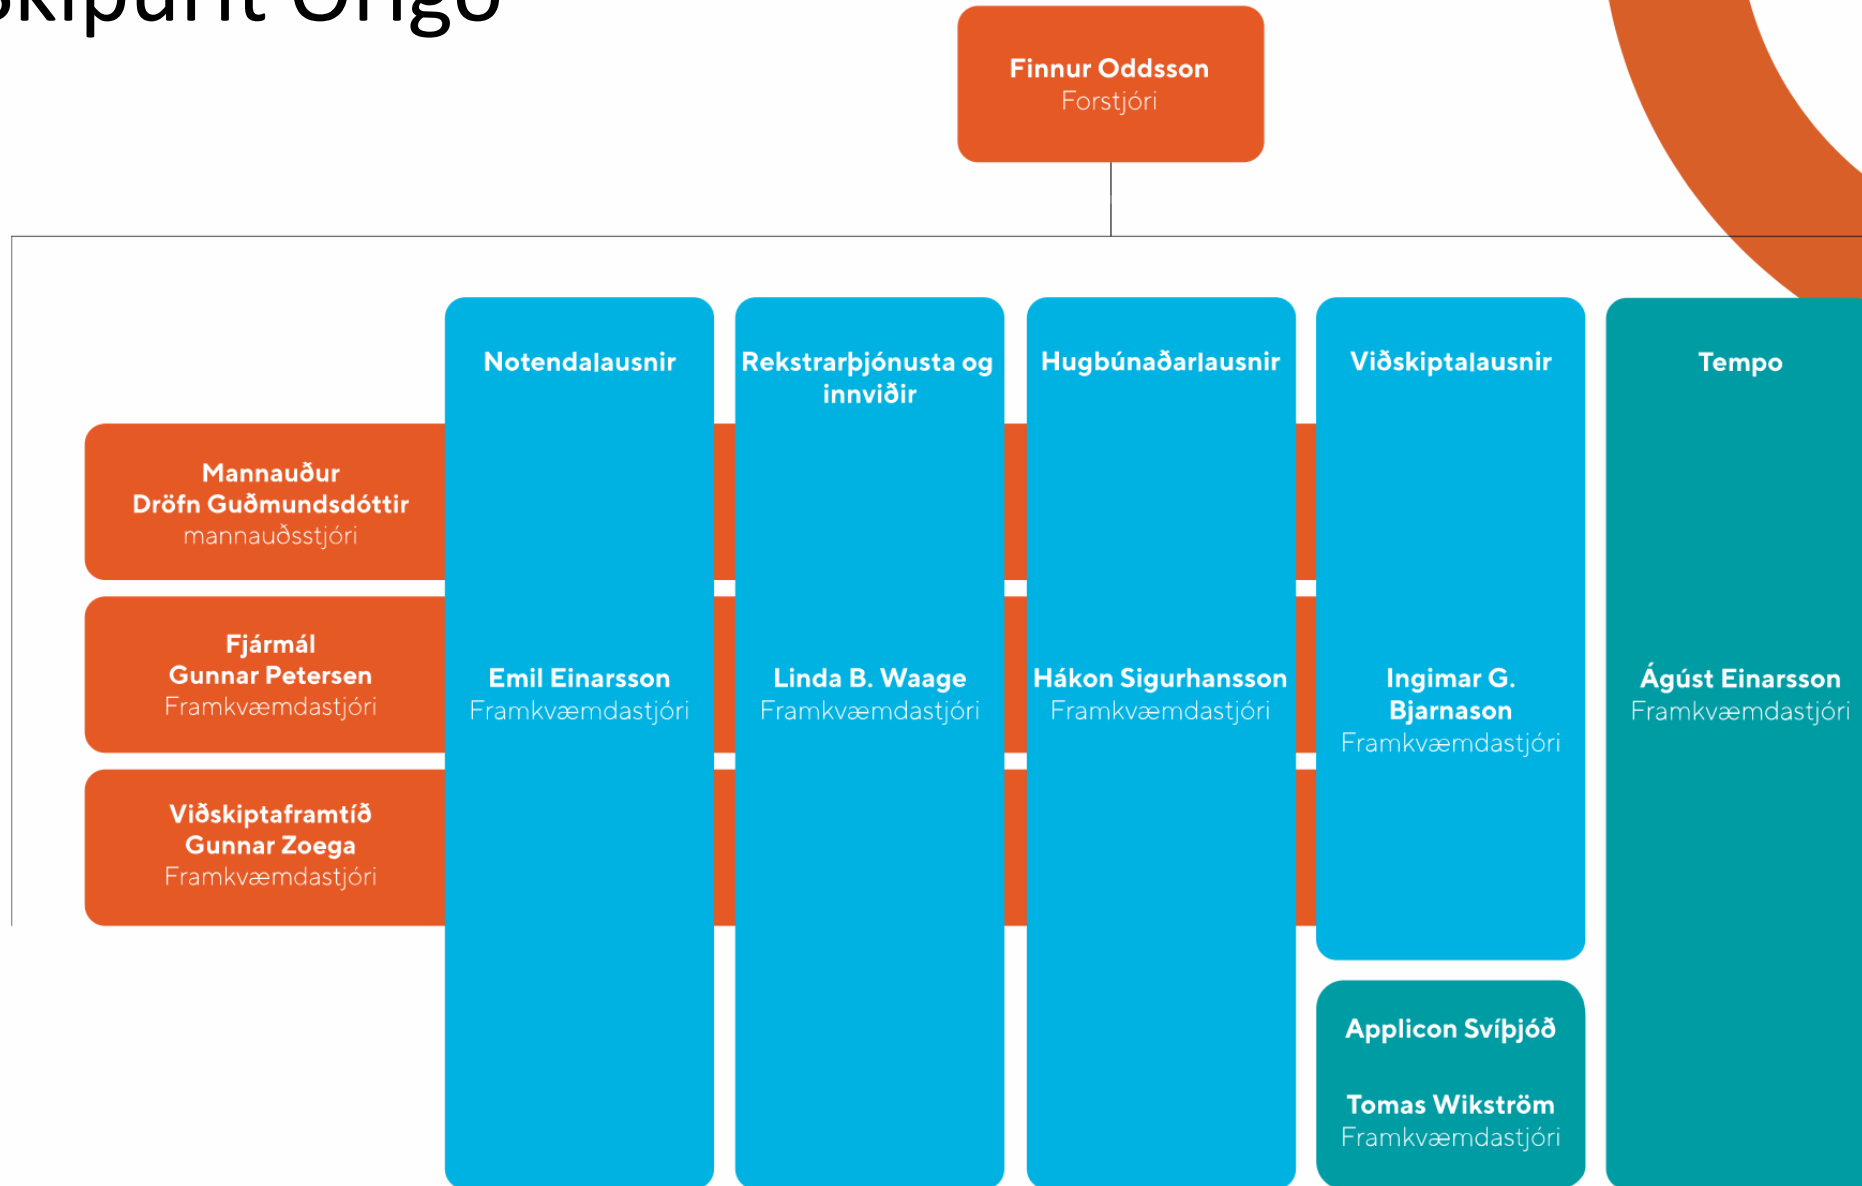 Skipurit Origo
Finnur Oddsson
Forstjóri
Notendalausnir
Rekstrarþjónusta og
innviðir
Hugbúnaðarlausnir
Viðskiptalausnir
Tempo
Mannauður
Dröfn Guðmundsdóttir
mannauðsstjóri
Fjármál
Gunnar Petersen
Framkvæmdastjóri
Viðskiptaframtíð
Gunnar Zoega
Framkvæmdastjóri
Emil Einarsson
Framkvæmdastjóri
Linda B. Waage
Framkvæmdastjóri
Hákon Sigurhansson
Framkvæmdastjóri
Ingimar G.
Bjarnason
Framkvæmdastjóri
Ágúst Einarsson
Framkvæmdastjóri
Applicon Svíþjóð
Tomas Wikström
Framkvæmdastjóri